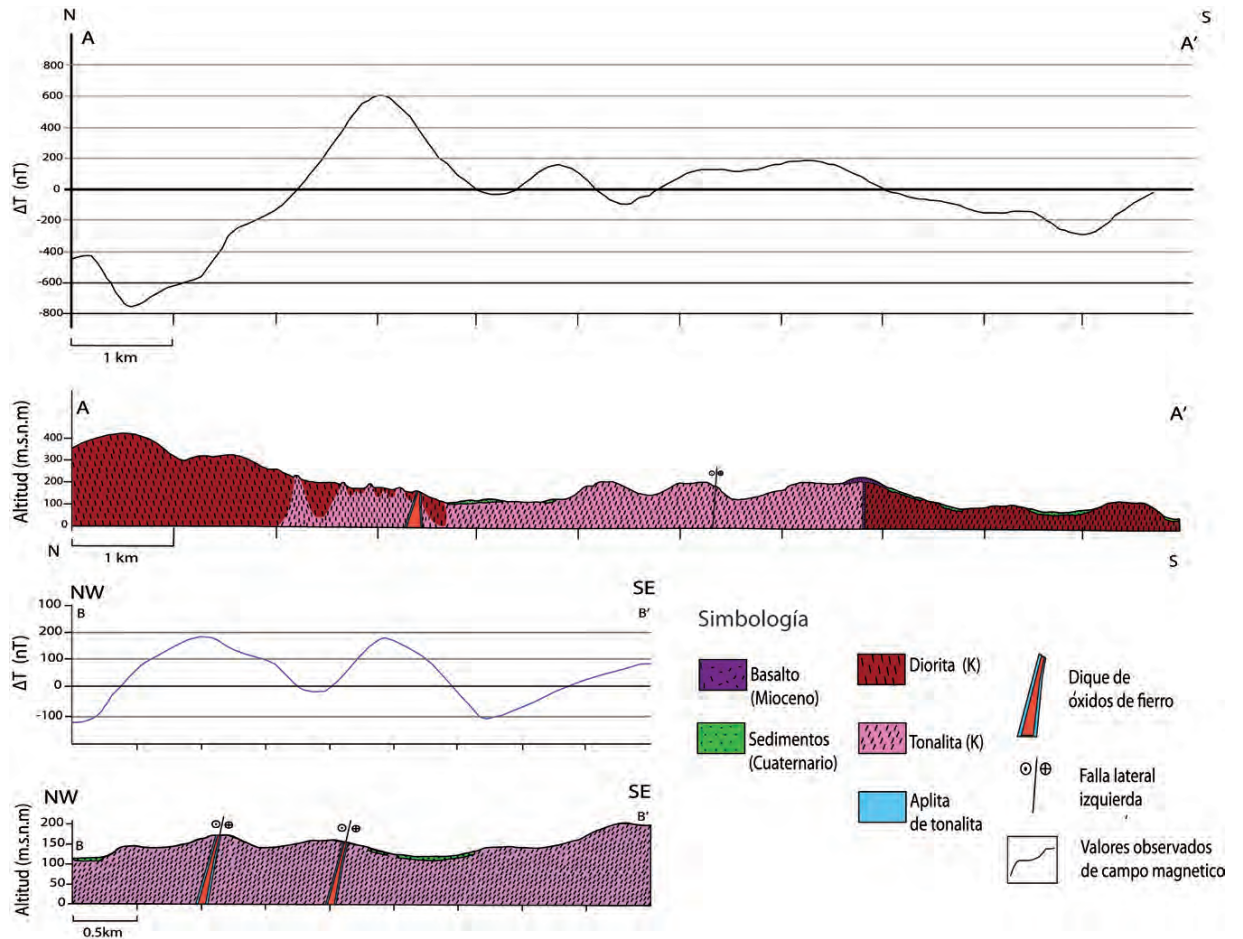 N
S
A
A'
800
600
400
200
0
-200
-400
-600
-800
ΔT (nT)
1 km
A
A'
Altitud (m.s.n.m)
400
300
200
100
0
1 km
N
S
NW
SE
B
B'
ΔT (nT)
100
200
100
0
-100
NW
SE
B
B'
Altitud (m.s.n.m)
200
150
100
50
0
0.5km
Simbología
Basalto
(Mioceno)
Sedimentos
(Cuaternario)
Diorita (K)
Tonalita (K)
Aplita
de tonalita
Dique de
óxidos de fierro
Falla lateral
izquierda
Valores observados
de campo magnetico